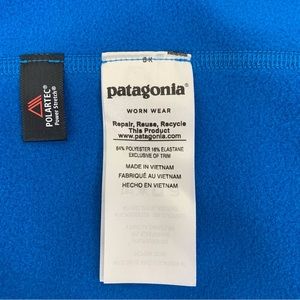 POLARTEC®
Power Stretch®
patagonia®
WORN WEAR
Repair, Reuse, Recycle
This Product
www.patagonia.com
84% POLYESTER 16% ELASTANE
EXCLUSIVE OF TRIM
MADE IN VIETNAM
FABRIQUÉ AU VIETNAM
HECHO EN VIETNAM